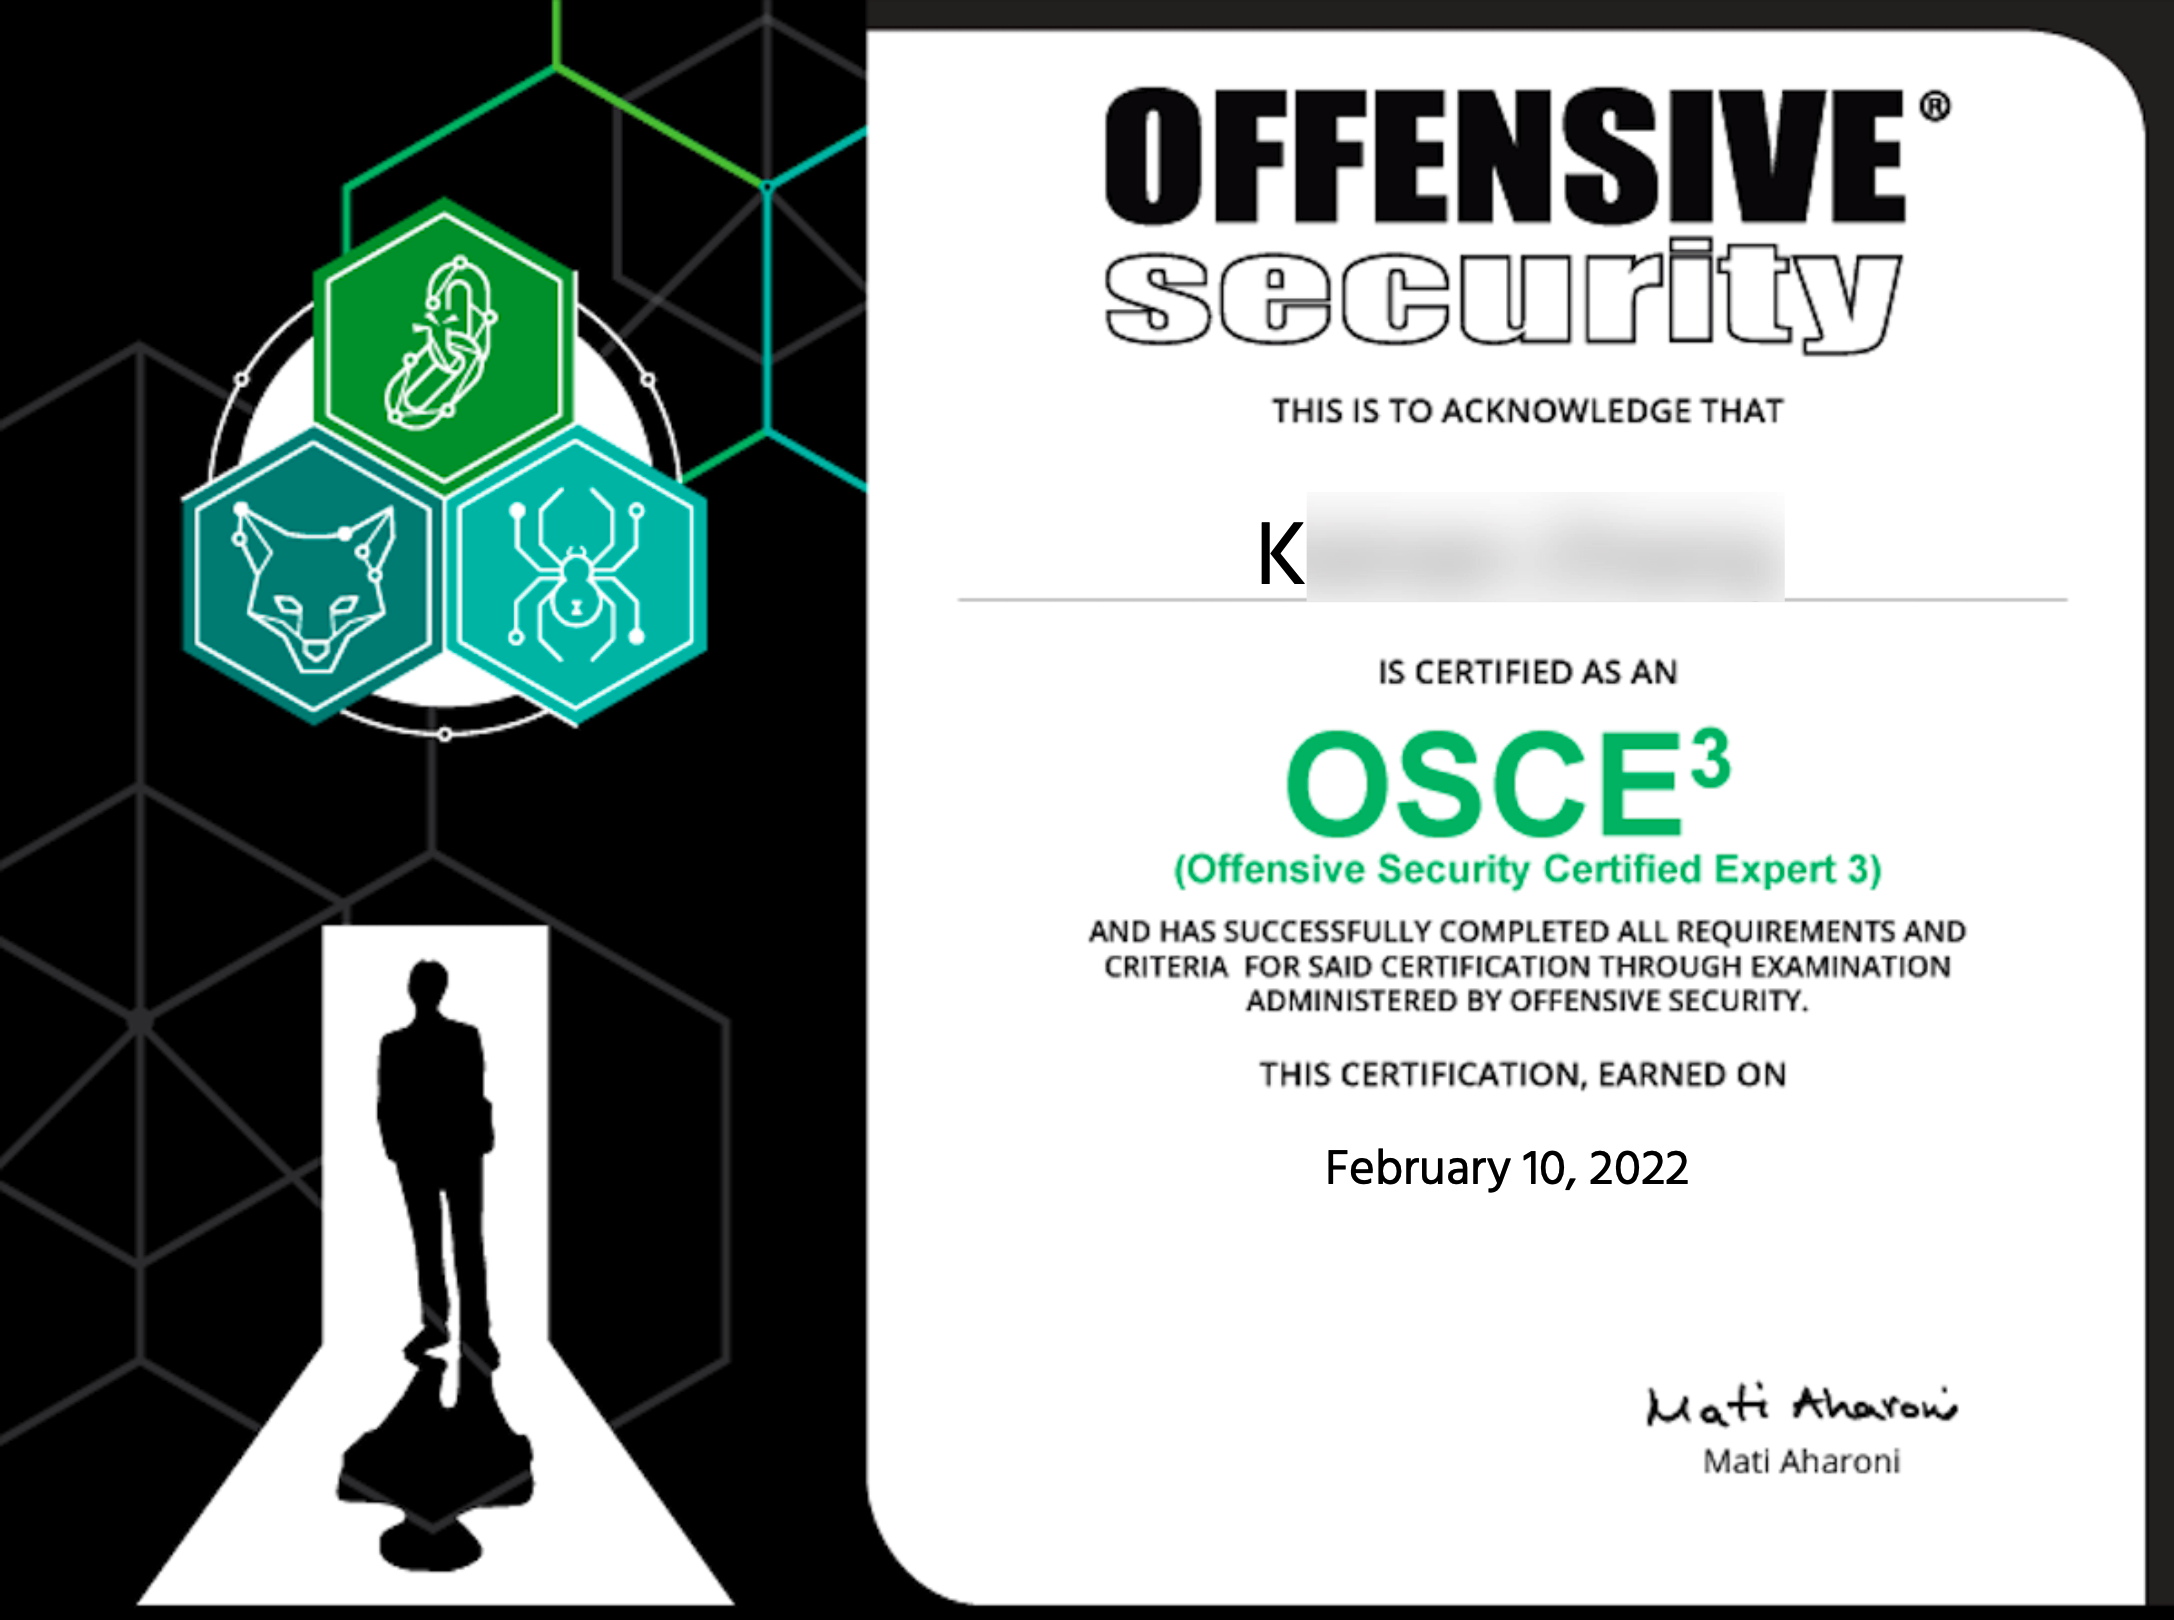 OFFENSIVE®
security
THIS IS TO ACKNOWLEDGE THAT
K
IS CERTIFIED AS AN
OSCE³
(Offensive Security Certified Expert 3)
AND HAS SUCCESSFULLY COMPLETED ALL REQUIREMENTS AND
CRITERIA FOR SAID CERTIFICATION THROUGH EXAMINATION
ADMINISTERED BY OFFENSIVE SECURITY.
THIS CERTIFICATION, EARNED ON
February 10, 2022
Mati Aharoni
Mati Aharoni